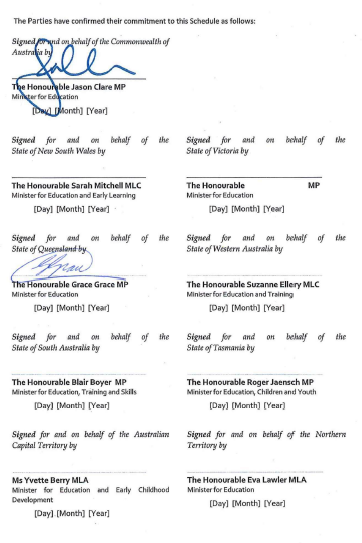 The Parties have confirmed their commitment to this Schedule as follows:
Signed for and on behalf of the Commonwealth of
Australia by
The Honourable Jason Clare MP
Minister for Education
[Day] [Month] [Year]
Signed for and on behalf of the
State of New South Wales by
The Honourable Sarah Mitchell MLC
Minister for Education and Early Learning
[Day] [Month] [Year]
Signed for and on behalf of the
State of Victoria by
The Honourable MP
Minister for Education
[Day] [Month] [Year]
Signed for and on behalf of the
State of Queensland by
The Honourable Grace Grace MP
Minister for Education
[Day] [Month] [Year]
Signed for and on behalf of the
State of Western Australia by
The Honourable Suzanne Ellery MLC
Minister for Education and Training
[Day] [Month] [Year]
Signed for and on behalf of the
State of South Australia by
The Honourable Blair Boyer MP
Minister for Education, Training and Skills
[Day] [Month] [Year]
Signed for and on behalf of the
State of Tasmania by
The Honourable Roger Jaensch MP
Minister for Education, Children and Youth
[Day] [Month] [Year]
Signed for and on behalf of the Australian
Capital Territory by
Ms Yvette Berry MLA
Minister for Education and Early Childhood
Development
[Day] [Month] [Year]
Signed for and on behalf of the Northern
Territory by
The Honourable Eva Lawler MLA
Minister for Education
[Day] [Month] [Year]